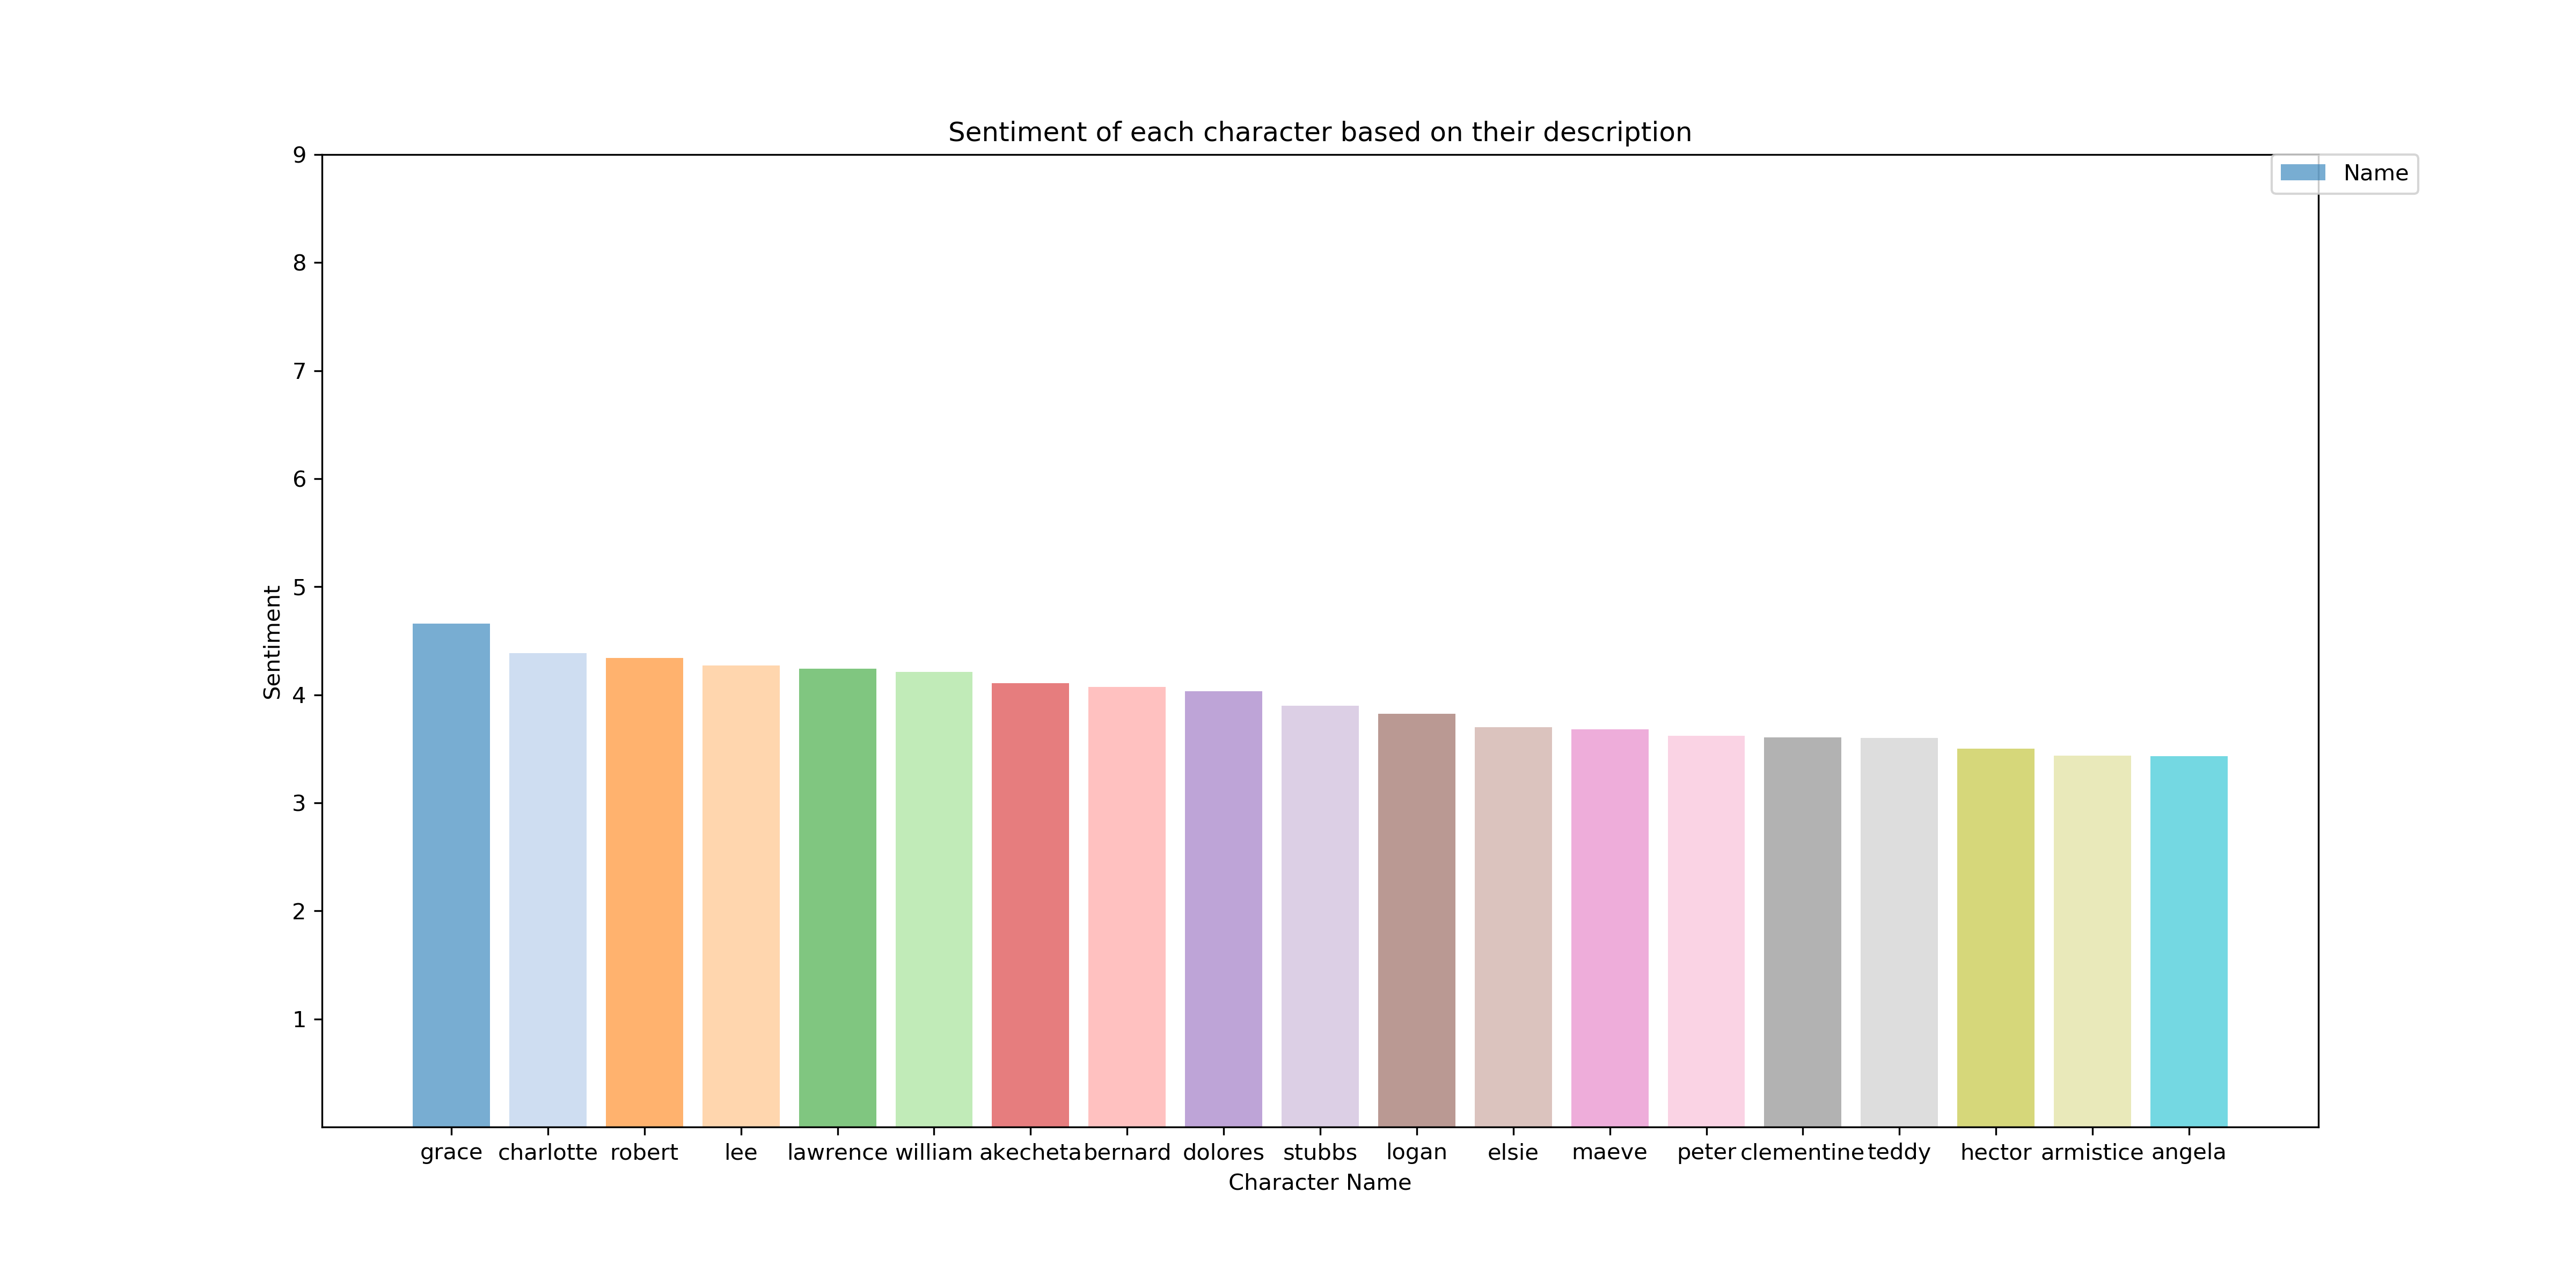 Sentiment of each character based on their description
Name
9
8
7
6
5
4
3
2
1
Sentiment
grace charlotte robert lee lawrence william akecheta bernard dolores stubbs logan elsie maeve peter clementine teddy hector armistice angela
Character Name